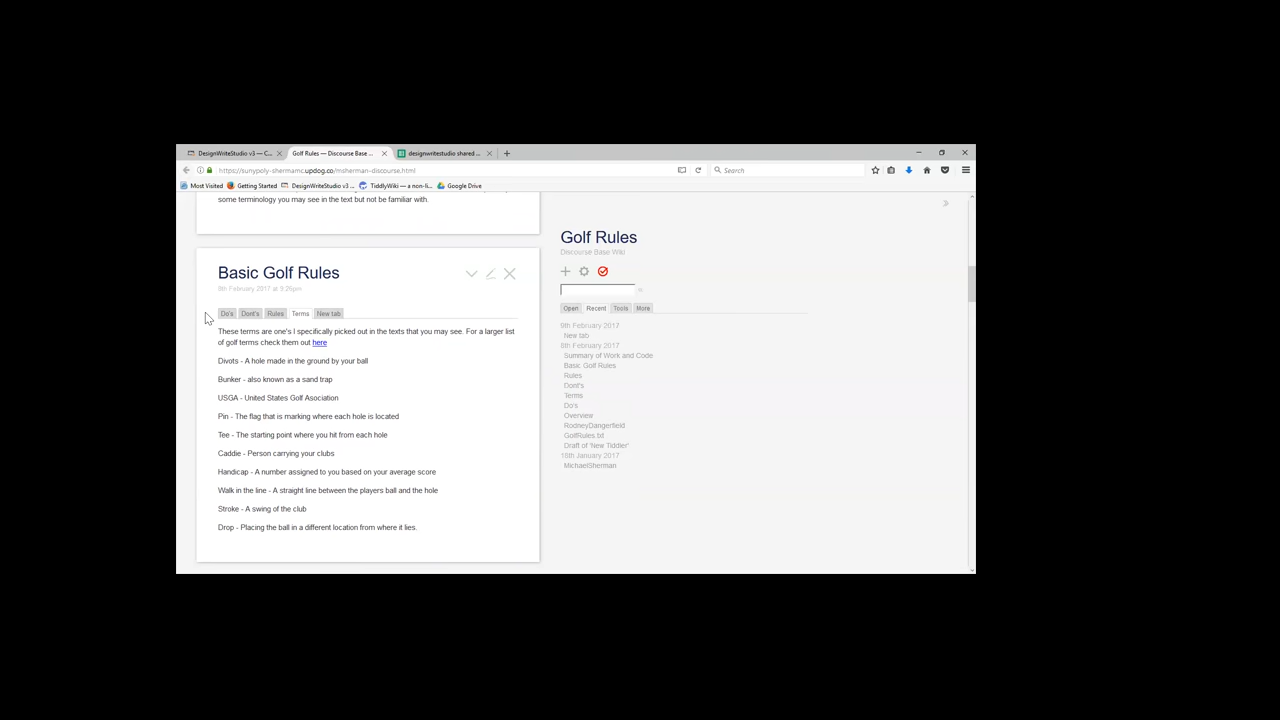 DesignWriteStudio v3 — C...
Golf Rules — Discourse Base ...
designwritestudio shared ...
https://sunypoly-shermamc.updog.co/msherman-discourse.html
Search
Most Visited
Getting Started
DesignWriteStudio v3 ...
TiddlyWiki — a non-li...
Google Drive
some terminology you may see in the text but not be familiar with.
Basic Golf Rules
8th February 2017 at 3:26pm
Do's
Dont's
Rules
Terms
New tab
These terms are one's I specifically picked out in the texts that you may see. For a larger list
of golf terms check them out here
Divots - A hole made in the ground by your ball
Bunker - also known as a sand trap
USGA - United States Golf Asociation
Pin - The flag that is marking where each hole is located
Tee - The starting point where you hit from each hole
Caddie - Person carrying your clubs
Handicap - A number assigned to you based on your average score
Walk in the line - A straight line between the players ball and the hole
Stroke - A swing of the club
Drop - Placing the ball in a different location from where it lies.
Golf Rules
Discourse Base Wiki
Open
Recent
Tools
More
9th February 2017
New tab
8th February 2017
Summary of Work and Code
Basic Golf Rules
Rules
Dont's
Terms
Do's
Overview
RodneyDangerfield
GolfRules.txt
Draft of 'New Tiddler'
18th January 2017
MichaelSherman